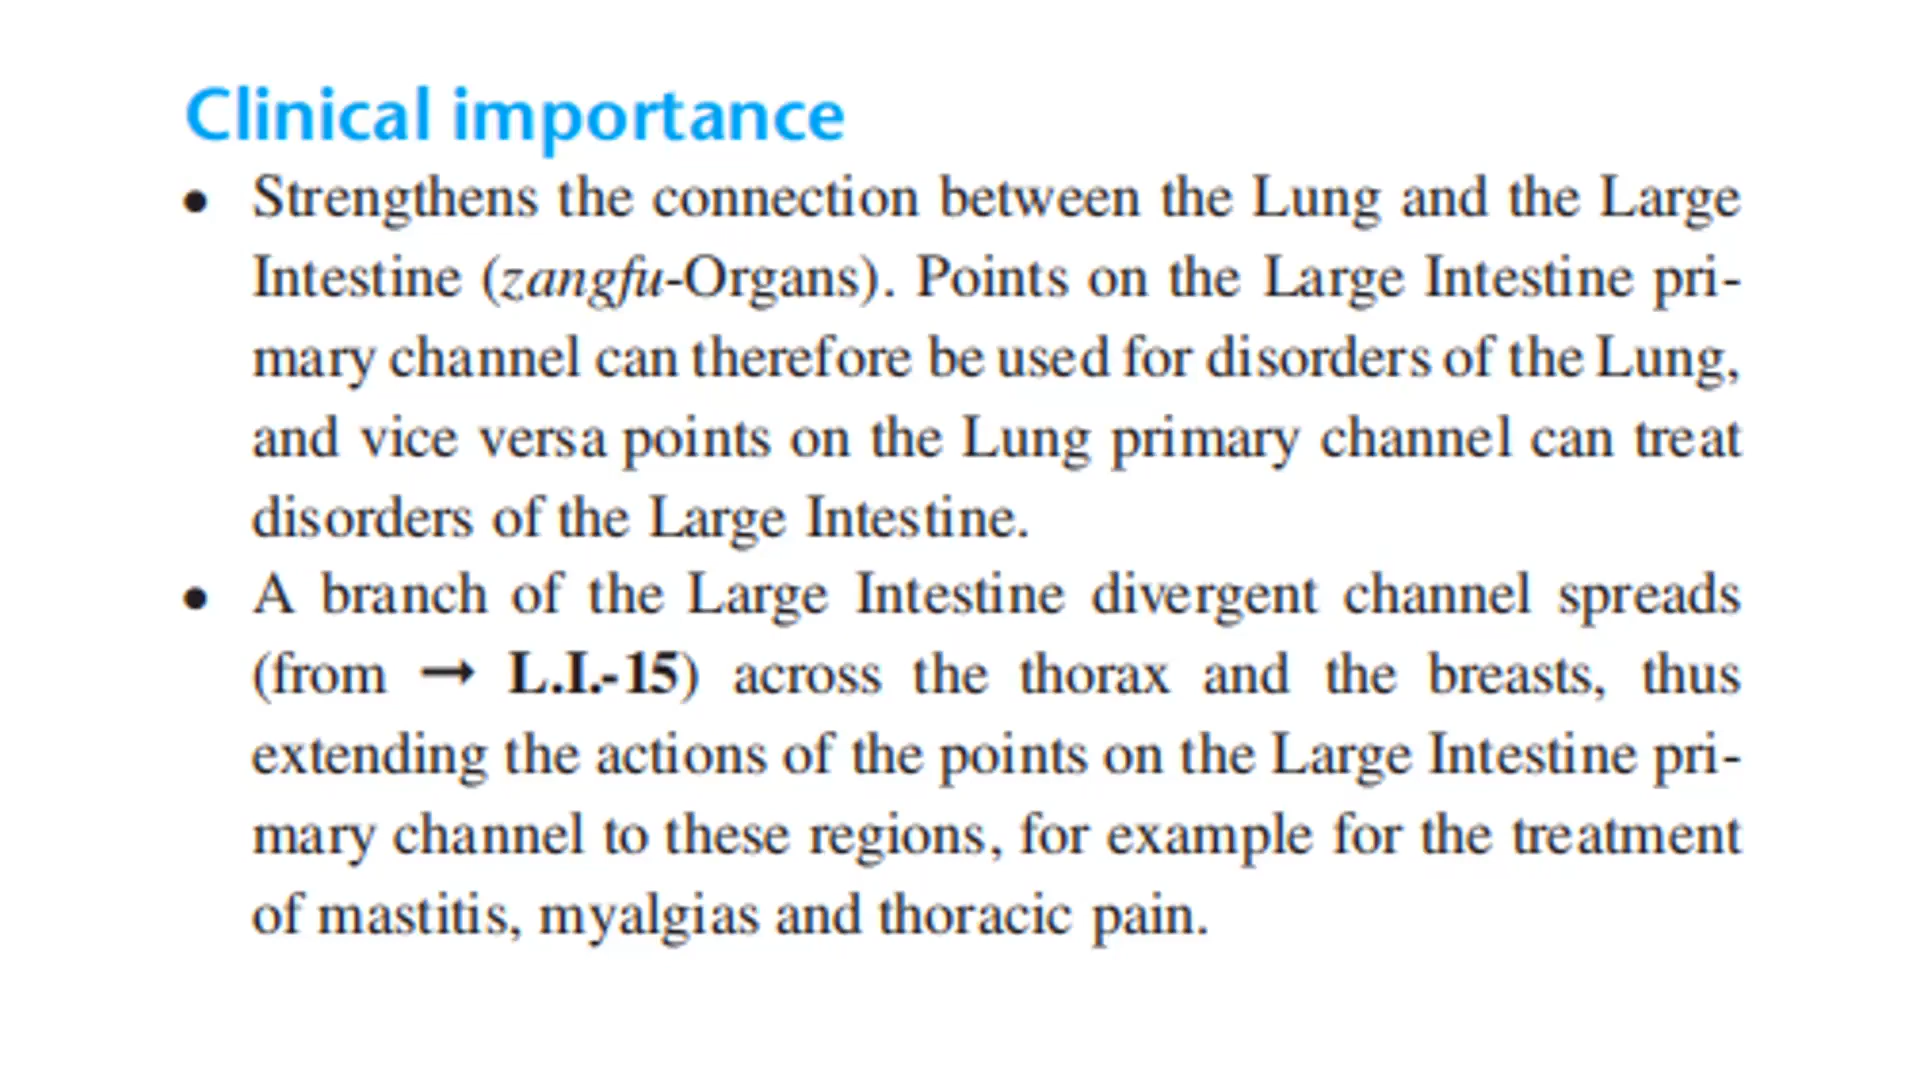 Clinical importance
• Strengthens the connection between the Lung and the Large
Intestine (zangfu-Organs). Points on the Large Intestine pri-
mary channel can therefore be used for disorders of the Lung,
and vice versa points on the Lung primary channel can treat
disorders of the Large Intestine.
• A branch of the Large Intestine divergent channel spreads
(from → L.I.-15) across the thorax and the breasts, thus
extending the actions of the points on the Large Intestine pri-
mary channel to these regions, for example for the treatment
of mastitis, myalgias and thoracic pain.